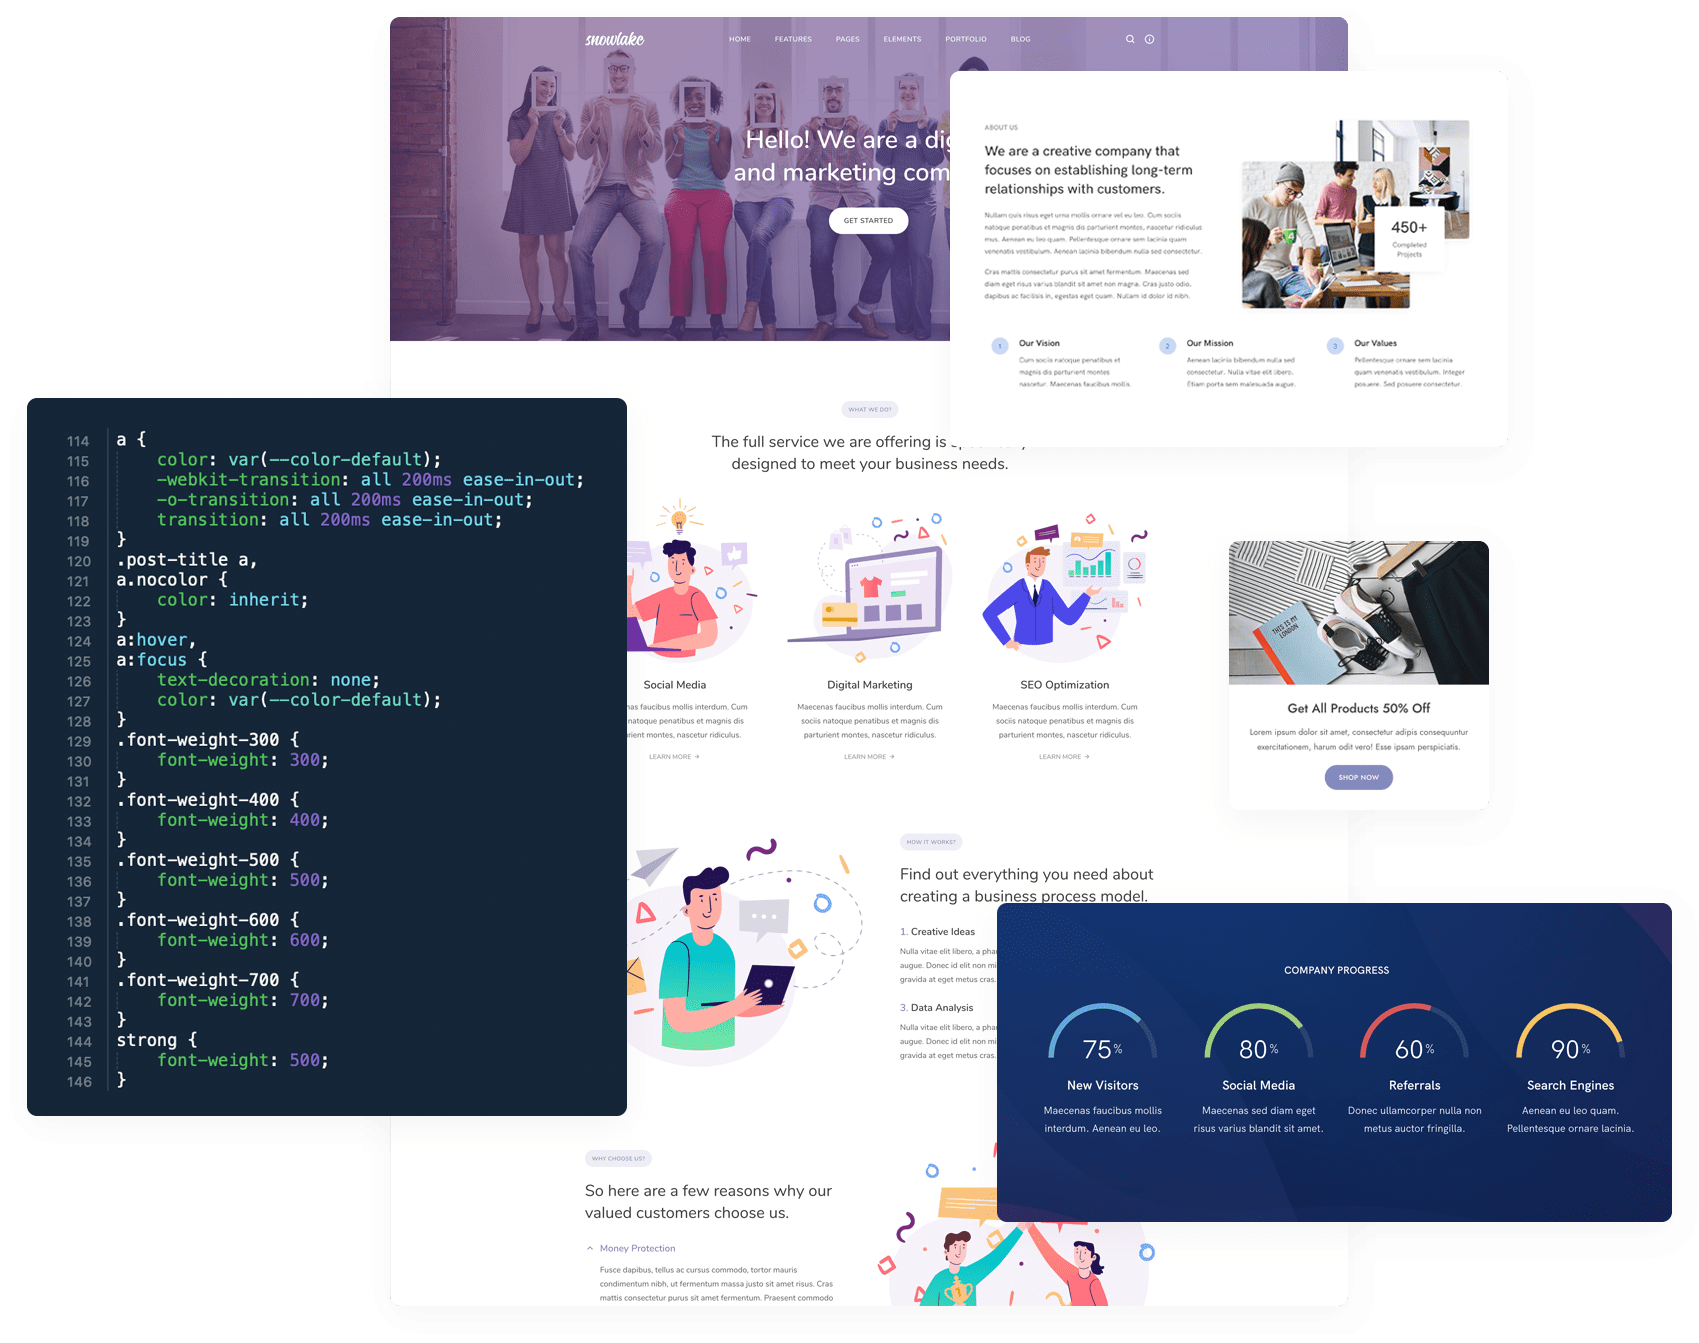 snowlake
HOME FEATURES PAGES ELEMENTS PORTFOLIO BLOG
Hello! We are a dig
and marketing com
GET STARTED
ABOUT US
We are a creative company that
focuses on establishing long-term
relationships with customers.
Nullam quis risus eget urna mollis ornare vel eu leo. Cum sociis
natoque penatibus et magnis dis parturient montes, nascetur ridiculus
mus. Aenean eu leo quam. Pellentesque ornare sem lacinia quam
venenatis vestibulum. Aenean lacinia bibendum nulla sed consectetur.
Cras mattis consectetur purus sit amet fermentum. Maecenas sed
diam eget risus varius blandit sit amet non magna. Cras justo odio,
dapibus ac facilisis in, egestas eget quam. Nullam id dolor id nibh.
450+
Completed
Projects
1 Our Vision
Cum sociis natoque penatibus et
magnis dis parturient montes
nascetur. Maecenas faucibus mollis.
2 Our Mission
Aenean lacinia bibendum nulla sed
consectetur. Nulla vitae elit libero.
Etiam porta sem malesuada augue.
3 Our Values
Pellentesque ornare sem lacinia
quam venenatis vestibulum. Integer
posuere. Sed posuere consectetur.
WHAT WE DO?
The full service we are offering is
designed to meet your business needs.
114 a {
115 color: var(--color-default);
116 -webkit-transition: all 200ms ease-in-out;
117 -o-transition: all 200ms ease-in-out;
118 transition: all 200ms ease-in-out;
119 }
120 .post-title a,
121 a.nocolor {
122 color: inherit;
123 }
124 a:hover,
125 a:focus {
126 text-decoration: none;
127 color: var(--color-default);
128 }
129 .font-weight-300 {
130 font-weight: 300;
131 }
132 .font-weight-400 {
133 font-weight: 400;
134 }
135 .font-weight-500 {
136 font-weight: 500;
137 }
138 .font-weight-600 {
139 font-weight: 600;
140 }
141 .font-weight-700 {
142 font-weight: 700;
143 }
144 strong {
145 font-weight: 500;
146 }
Social Media
nas faucibus mollis interdum. Cum
natoque penatibus et magnis dis
parturient montes, nascetur ridiculus.
LEARN MORE →
Digital Marketing
Maecenas faucibus mollis interdum. Cum
sociis natoque penatibus et magnis dis
parturient montes, nascetur ridiculus.
LEARN MORE →
SEO Optimization
Maecenas faucibus mollis interdum. Cum
sociis natoque penatibus et magnis dis
parturient montes, nascetur ridiculus.
LEARN MORE →
THIS IS MY
LONDON
Get All Products 50% Off
Lorem ipsum dolor sit amet, consectetur adipis consequuntur
exercitationem, harum odit vero! Esse ipsam perspiciatis.
SHOP NOW
HOW IT WORKS?
Find out everything you need about
creating a business process model.
1. Creative Ideas
Nulla vitae elit libero, a pha
augue. Donec id elit non mi
gravida at eget metus cras.
3. Data Analysis
Nulla vitae elit libero, a pha
augue. Donec id elit non mi
gravida at eget metus cras.
COMPANY PROGRESS
75%
New Visitors
Maecenas faucibus mollis
interdum. Aenean eu leo.
80%
Social Media
Maecenas sed diam eget
risus varius blandit sit amet.
60%
Referrals
Donec ullamcorper nulla non
metus auctor fringilla.
90%
Search Engines
Aenean eu leo quam.
Pellentesque ornare lacinia.
WHY CHOOSE US?
So here are a few reasons why our
valued customers choose us.
Money Protection
Fusce dapibus, tellus ac cursus commodo, tortor mauris
condimentum nibh, ut fermentum massa justo sit amet risus. Cras
mattis consectetur purus sit amet fermentum. Praesent commodo